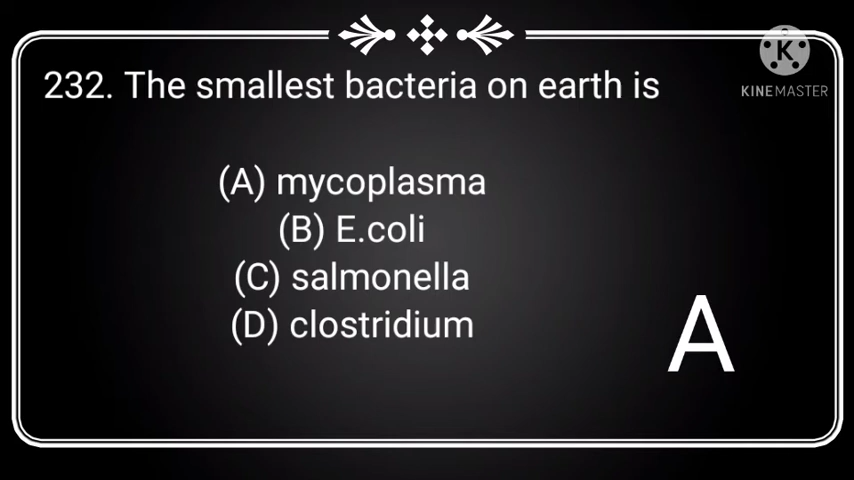 232. The smallest bacteria on earth is
K
KINEMASTER
(A) mycoplasma
(B) E.coli
(C) salmonella
(D) clostridium
A